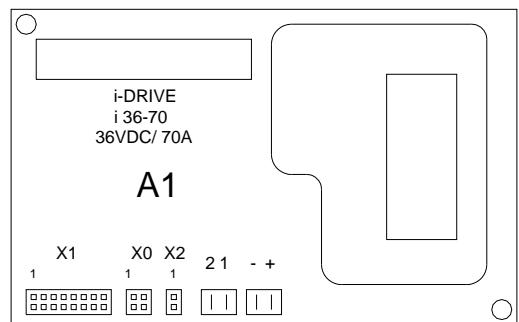 i-DRIVE
i 36-70
36VDC/ 70A
A1
X1 X0 X2 2 1 - +
1 1 1